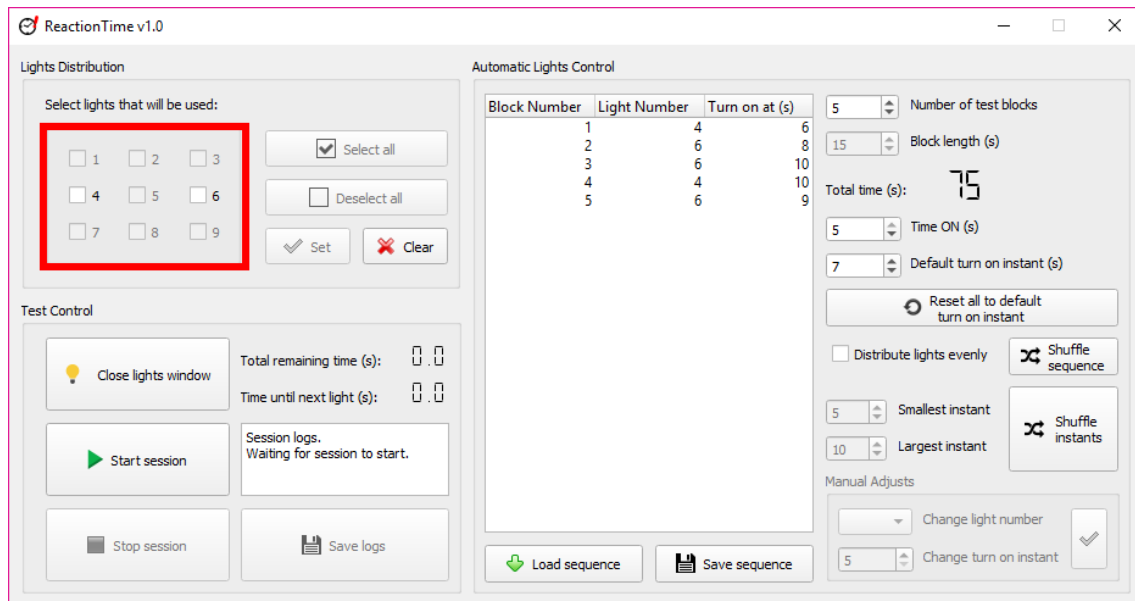 ReactionTime v1.0
Lights Distribution
Select lights that will be used:
1 2 3
4 5 6
7 8 9
Select all
Deselect all
Set
Clear
Test Control
Close lights window
Total remaining time (s): 0.0
Time until next light (s): 0.0
Start session
Session logs.
Waiting for session to start.
Stop session
Save logs
Automatic Lights Control
Block Number Light Number Turn on at (s)
1 4 6
2 6 8
3 6 10
4 4 10
5 6 9
Load sequence
Save sequence
5 Number of test blocks
15 Block length (s)
Total time (s): 75
5 Time ON (s)
7 Default turn on instant (s)
Reset all to default
turn on instant
Distribute lights evenly
Shuffle
sequence
5 Smallest instant
10 Largest instant
Shuffle
instants
Manual Adjusts
Change light number
5 Change turn on instant